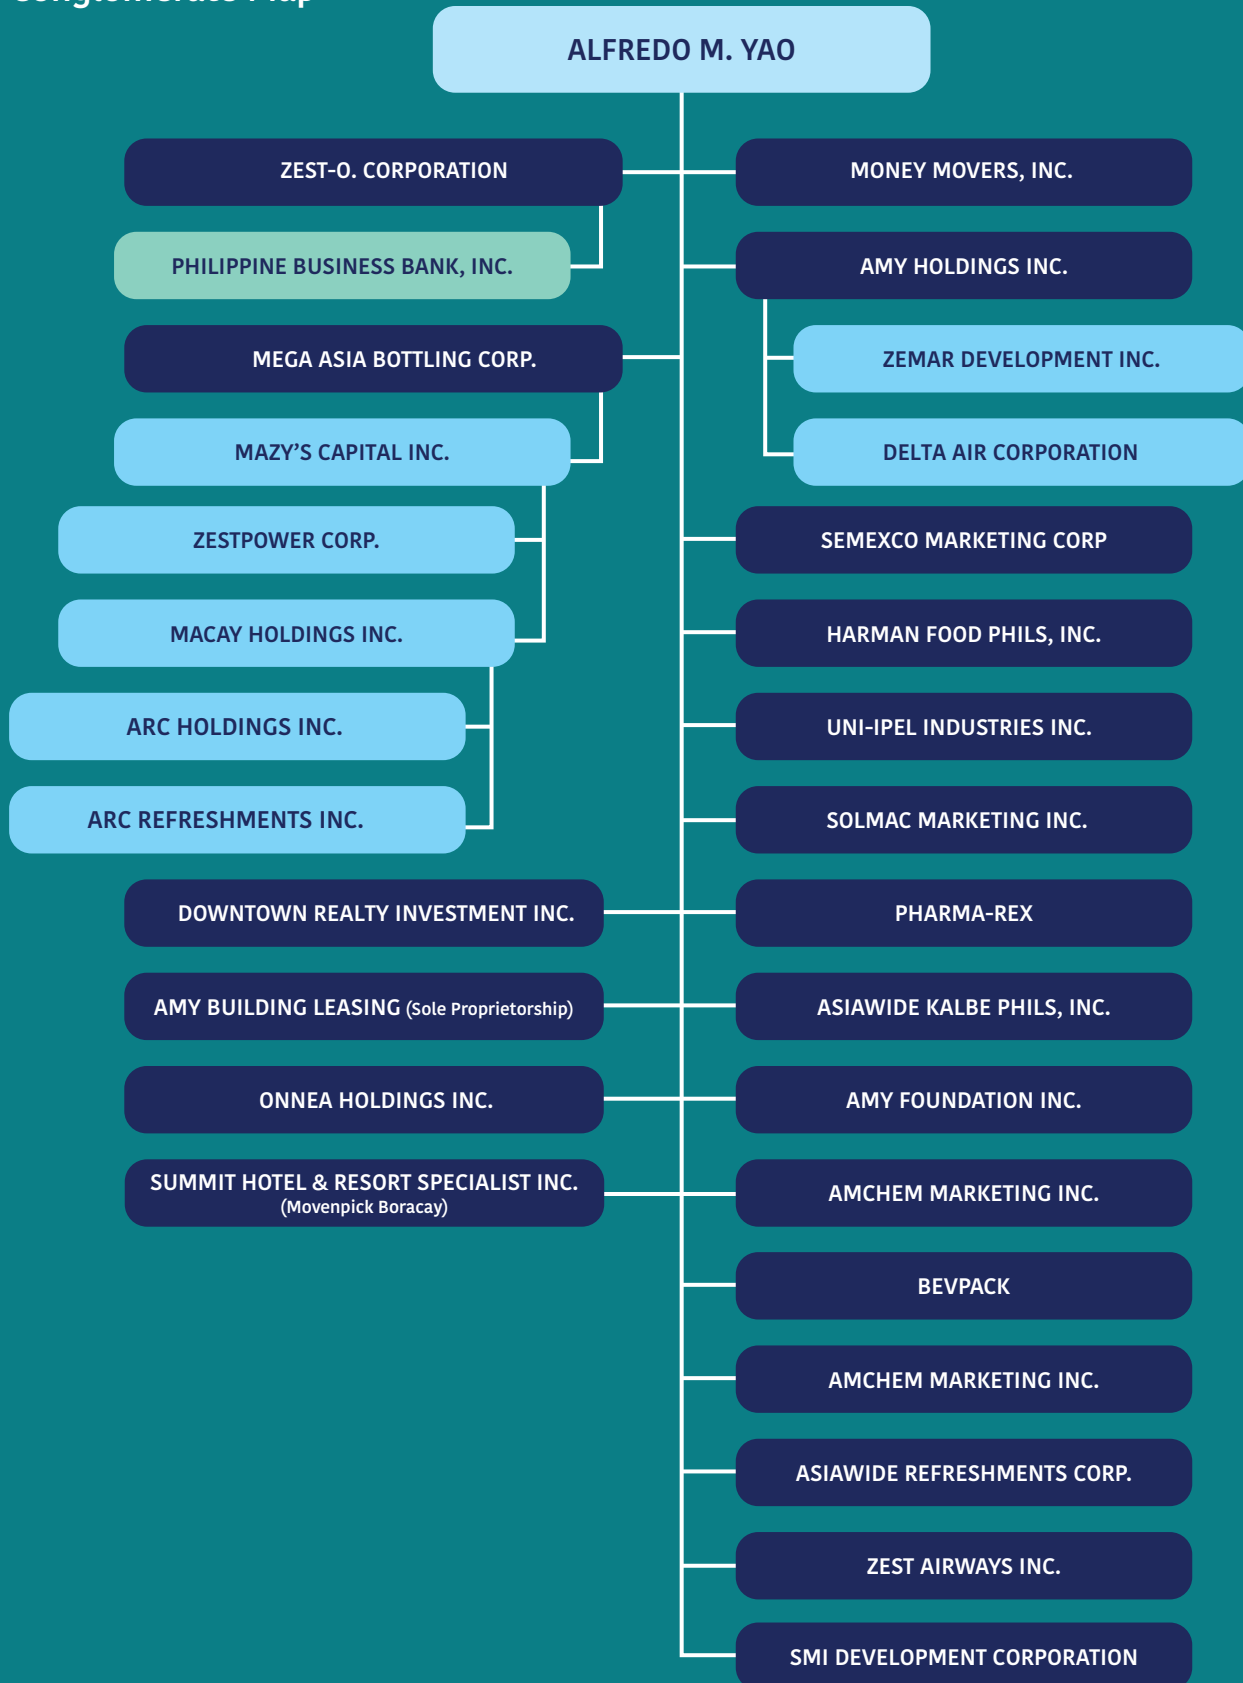 Conglomerate Map
ALFREDO M. YAO
ZEST-O. CORPORATION
MONEY MOVERS, INC.
PHILIPPINE BUSINESS BANK, INC.
AMY HOLDINGS INC.
MEGA ASIA BOTTLING CORP.
ZEMAR DEVELOPMENT INC.
MAZY’S CAPITAL INC.
DELTA AIR CORPORATION
ZESTPOWER CORP.
SEMEXCO MARKETING CORP
MACAY HOLDINGS INC.
HARMAN FOOD PHILS, INC.
ARC HOLDINGS INC.
UNI-IPEL INDUSTRIES INC.
ARC REFRESHMENTS INC.
SOLMAC MARKETING INC.
DOWNTOWN REALTY INVESTMENT INC.
PHARMA-REX
AMY BUILDING LEASING (Sole Proprietorship)
ASIAWIDE KALBE PHILS, INC.
ONNEA HOLDINGS INC.
AMY FOUNDATION INC.
SUMMIT HOTEL & RESORT SPECIALIST INC.
(Movenpick Boracay)
AMCHEM MARKETING INC.
BEVPACK
AMCHEM MARKETING INC.
ASIAWIDE REFRESHMENTS CORP.
ZEST AIRWAYS INC.
SMI DEVELOPMENT CORPORATION